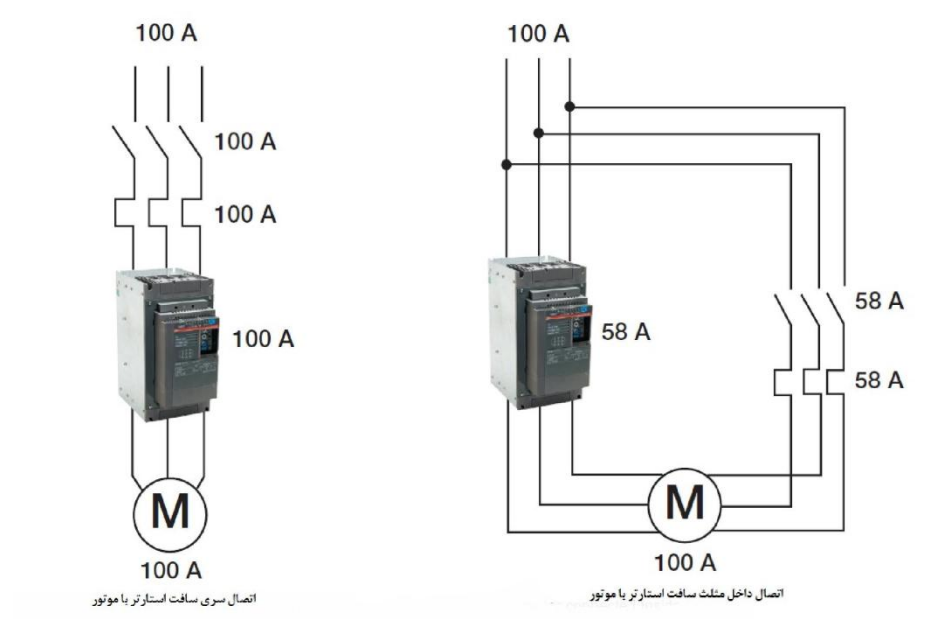 100 A
100 A
100 A
100 A
M
100 A
اتصال سری سافت استارتر با موتور
100 A
58 A
58 A
58 A
M
100 A
اتصال داخل مثلث سافت استارتر با موتور